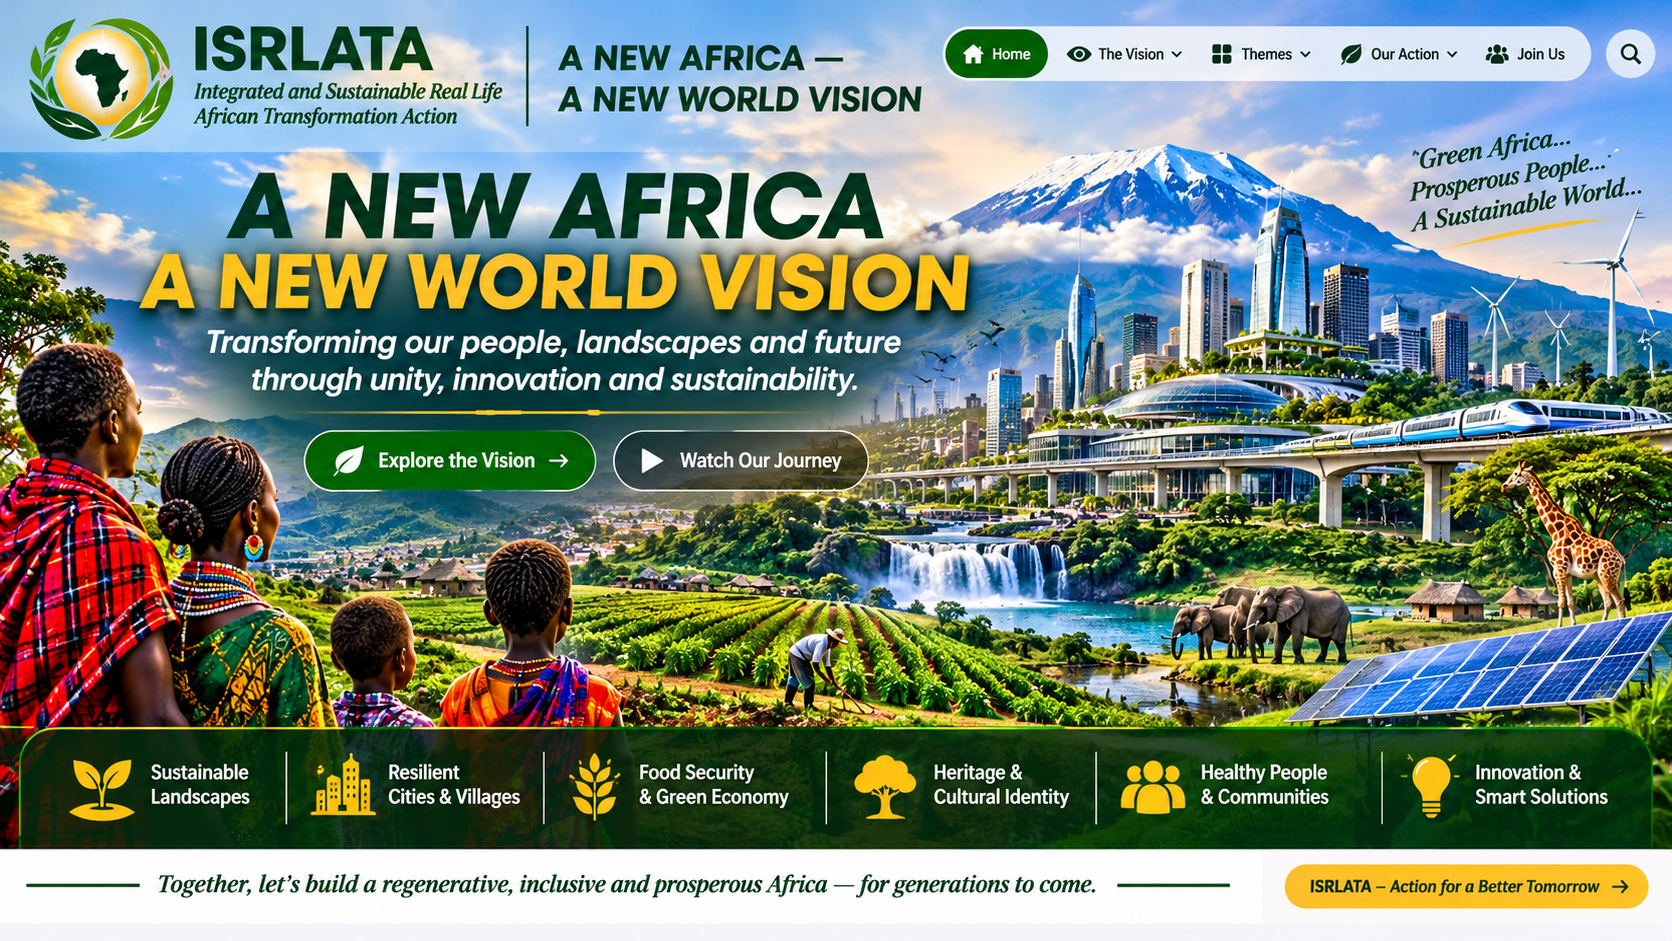 ISRLATA
Integrated and Sustainable Real Life
African Transformation Action
A NEW AFRICA —
A NEW WORLD VISION
Home
The Vision
Themes
Our Action
Join Us
"Green Africa...
Prosperous People...
A Sustainable World...
A NEW AFRICA
A NEW WORLD VISION
Transforming our people, landscapes and future
through unity, innovation and sustainability.
Explore the Vision →
Watch Our Journey
Sustainable
Landscapes
Resilient
Cities & Villages
Food Security
& Green Economy
Heritage &
Cultural Identity
Healthy People
& Communities
Innovation &
Smart Solutions
Together, let's build a regenerative, inclusive and prosperous Africa — for generations to come.
ISRLATA – Action for a Better Tomorrow →